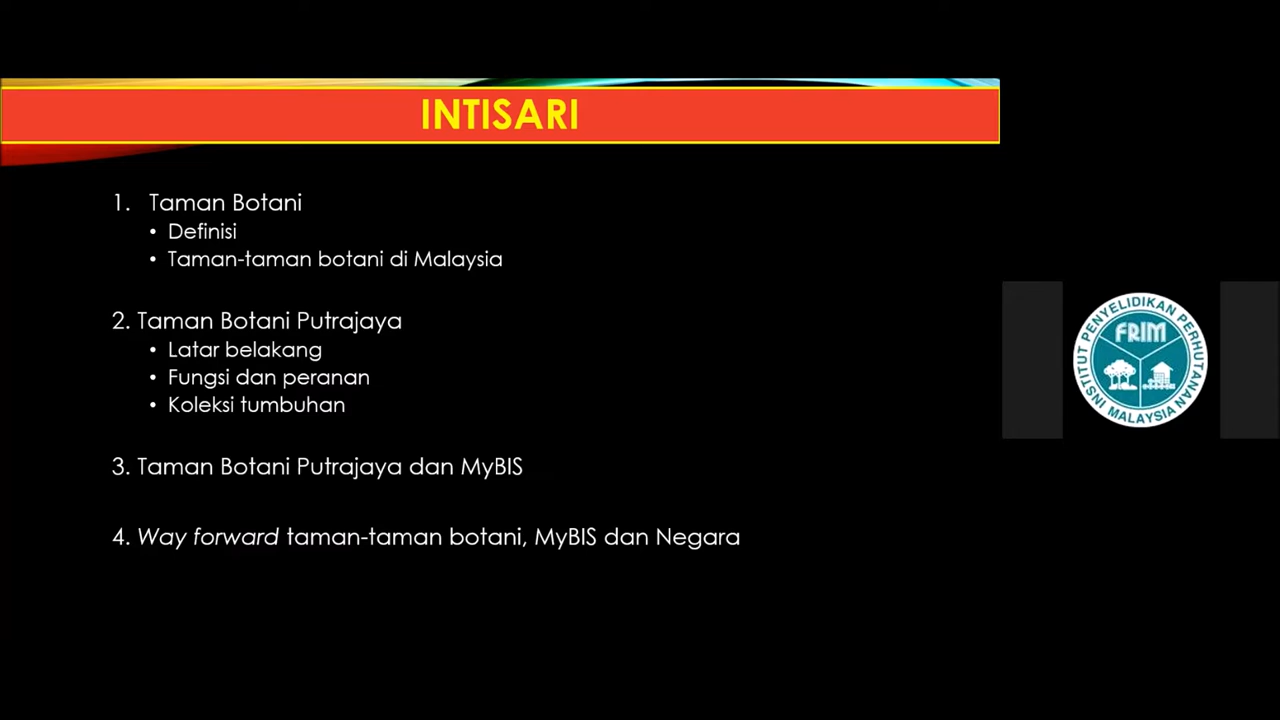 INTISARI
1. Taman Botani
• Definisi
• Taman-taman botani di Malaysia
2. Taman Botani Putrajaya
• Latar belakang
• Fungsi dan peranan
• Koleksi tumbuhan
3. Taman Botani Putrajaya dan MyBIS
4. Way forward taman-taman botani, MyBIS dan Negara
INSTITUT PENYELIDIKAN PERHUTANAN MALAYSIA
FRIM